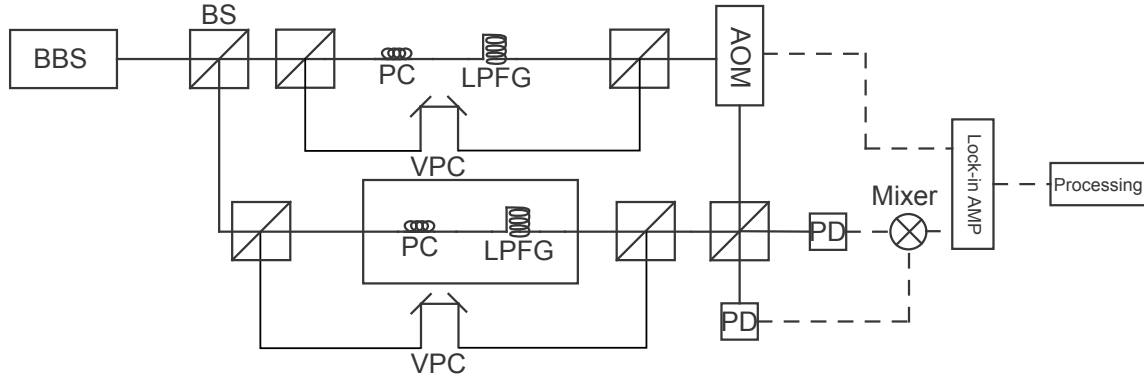 BS
BBS
PC
LPFG
AOM
VPC
Lock-in AMP
Processing
Mixer
PC
LPFG
PD
PD
VPC